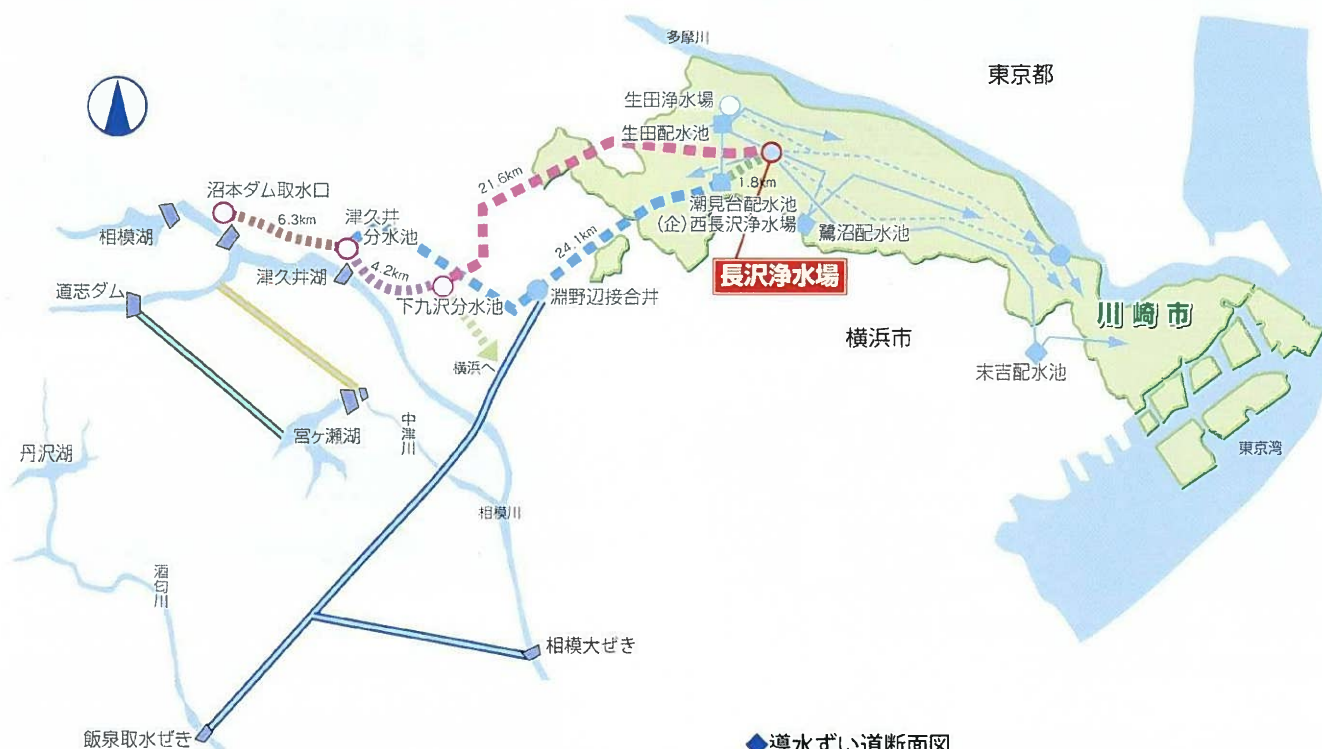 多摩川
東京都
生田浄水場
生田配水池
沼本ダム取水口
21.6km
1.8km
6.3km
津久井
分水池
潮見台配水池
(企)西長沢浄水場
相模湖
24.1km
鷺沼配水池
4.2km
津久井湖
長沢浄水場
道志ダム
下九沢分水池
淵野辺接合井
川崎市
横浜市
横浜へ
末吉配水池
宮ヶ瀬湖
中津川
丹沢湖
東京湾
相模川
酒匂川
相模大ぜき
飯泉取水ぜき
◆導水ずい道断面図